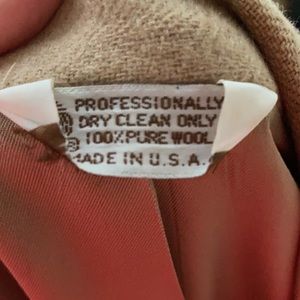 PROFESSIONALLY
DRY CLEAN ONLY
100% PURE WOOL
MADE IN U.S.A.